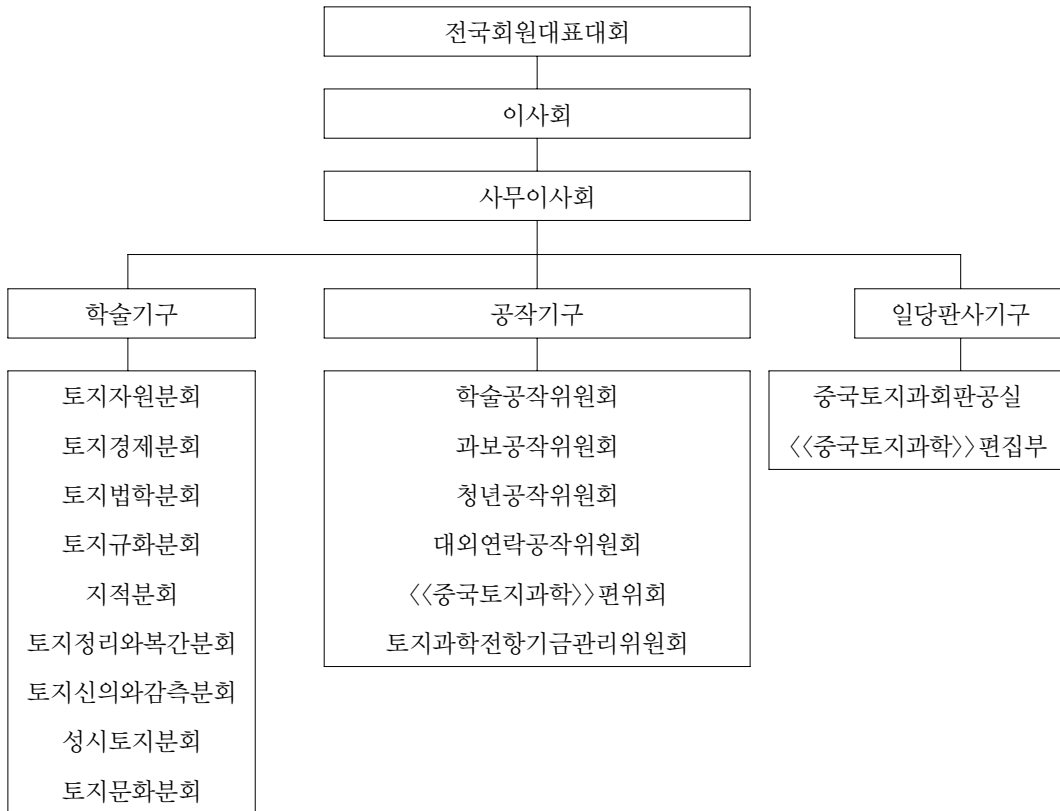 전국회원대표대회
이사회
사무이사회
학술기구
토지자원분회
토지경제분회
토지법학분회
토지규화분회
지적분회
토지정리와복간분회
토지신의와감측분회
성시토지분회
토지문화분회
공작기구
학술공작위원회
과보공작위원회
청년공작위원회
대외연락공작위원회
<<중국토지과학>>편위회
토지과학전항기금관리위원회
일당판사기구
중국토지과회판공실
<<중국토지과학>>편집부